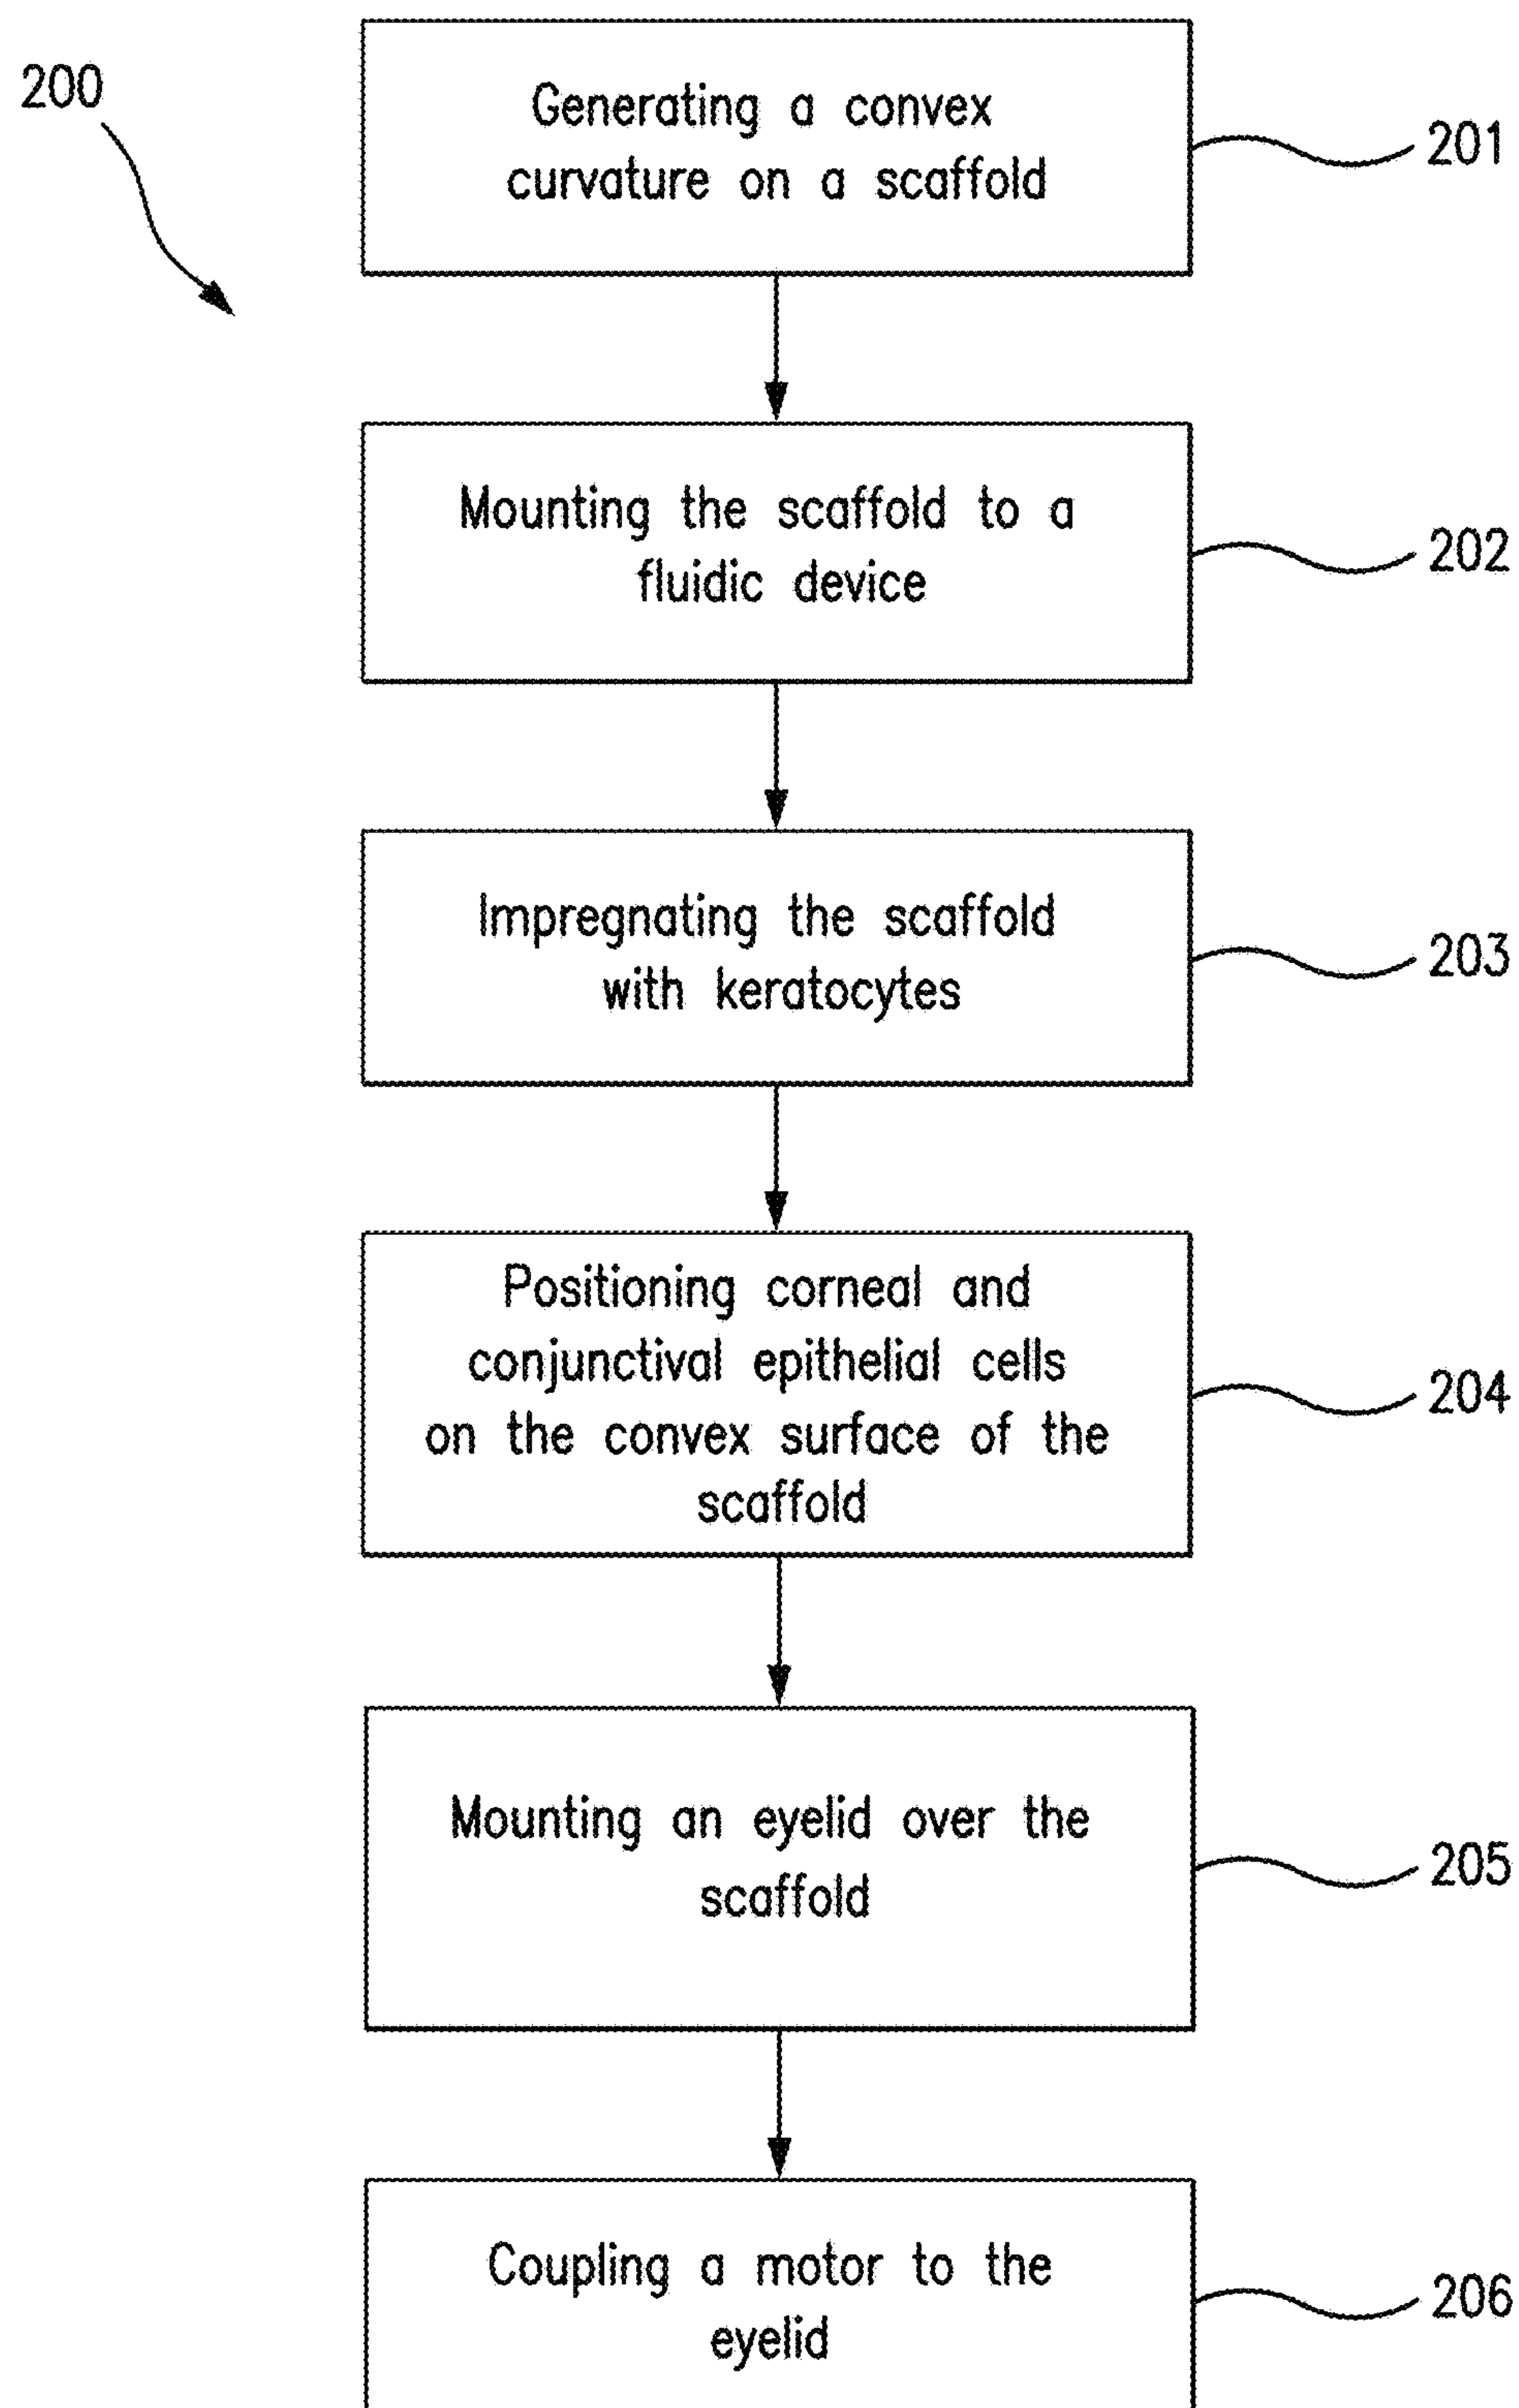 200
Generating a convex
curvature on a scaffold
201
Mounting the scaffold to a
fluidic device
202
Impregnating the scaffold
with keratocytes
203
Positioning corneal and
conjunctival epithelial cells
on the convex surface of the
scaffold
204
Mounting an eyelid over the
scaffold
205
Coupling a motor to the
eyelid
206